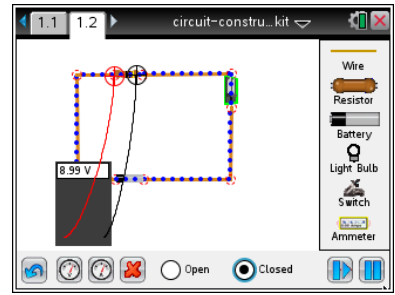 1.1 1.2 circuit-constru...kit
Wire
Resistor
Battery
Light Bulb
Switch
Ammeter
8.99 V
Open Closed